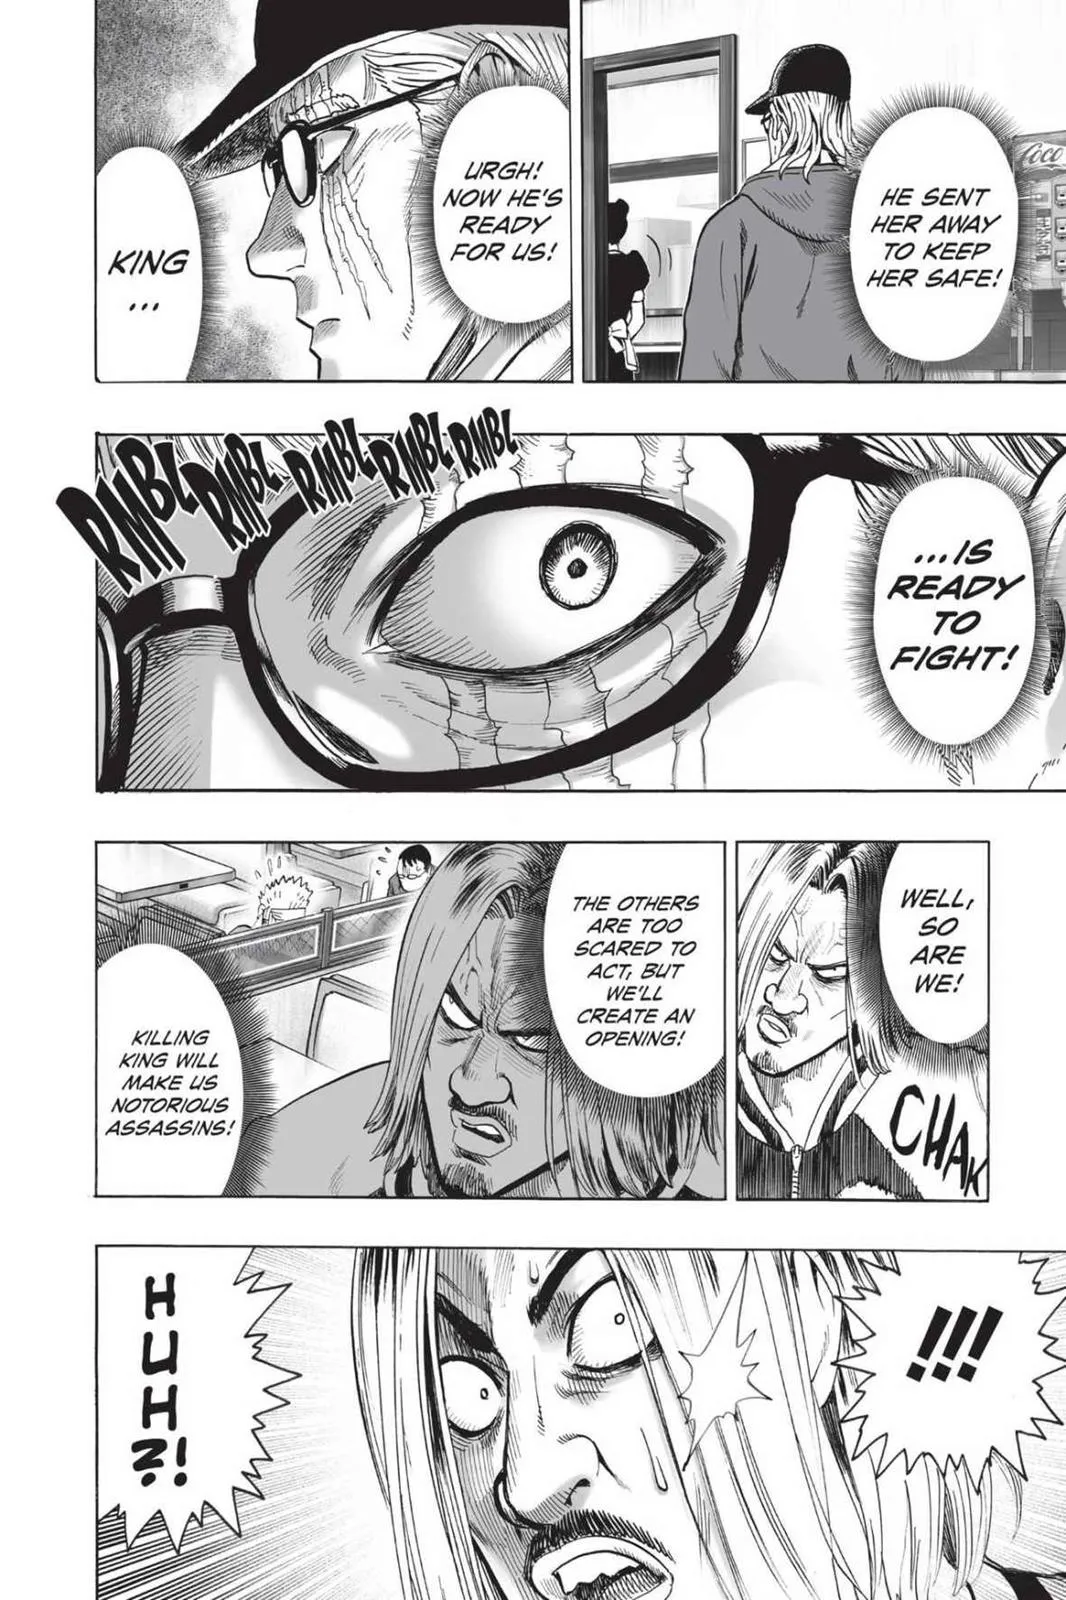 HE SENT
HER AWAY
TO KEEP
HER SAFE!
COCO
URGH!
NOW HE'S
READY
FOR US!
KING
...
RMBL RMBL RMBL RMBL RMBL
...IS
READY
TO
FIGHT!
WELL,
SO
ARE
WE!
CHAK
THE OTHERS
ARE TOO
SCARED TO
ACT, BUT
WE'LL
CREATE AN
OPENING!
KILLING
KING WILL
MAKE US
NOTORIOUS
ASSASSINS!
!!!
HUH?!